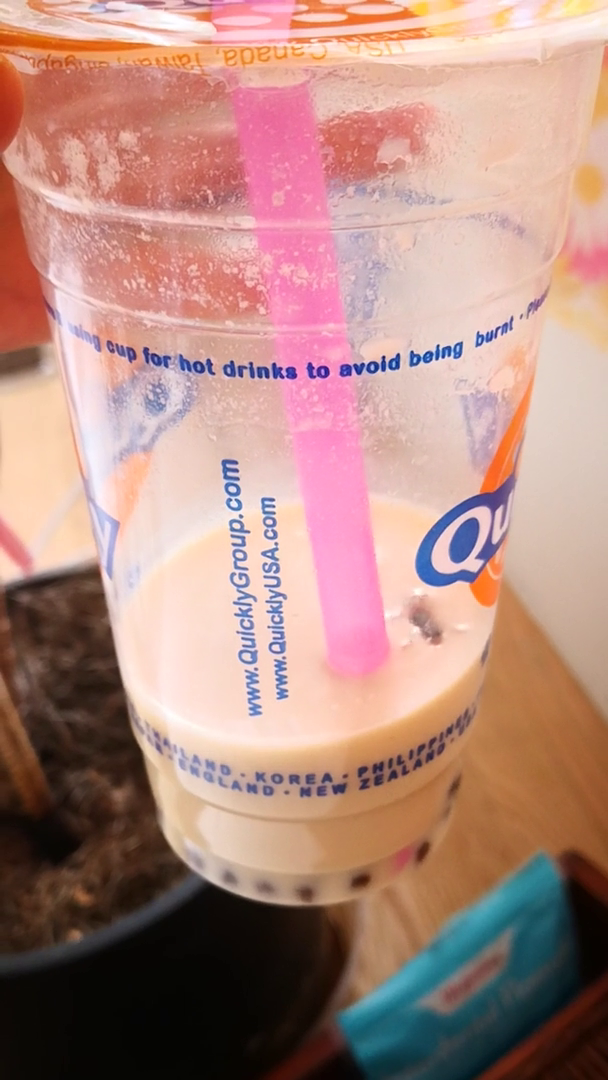 USA, Canada, Taiwan,
using cup for hot drinks to avoid being burnt ·
www.QuicklyGroup.com
www.QuicklyUSA.com
Qu
THAILAND · KOREA · PHILIPPINES
ENGLAND · NEW ZEALAND ·